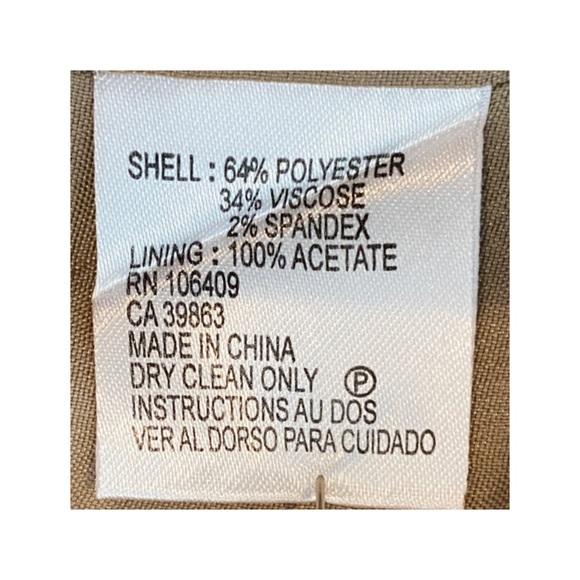 SHELL : 64% POLYESTER
34% VISCOSE
2% SPANDEX
LINING : 100% ACETATE
RN 106409
CA 39863
MADE IN CHINA
DRY CLEAN ONLY Ⓟ
INSTRUCTIONS AU DOS
VER AL DORSO PARA CUIDADO